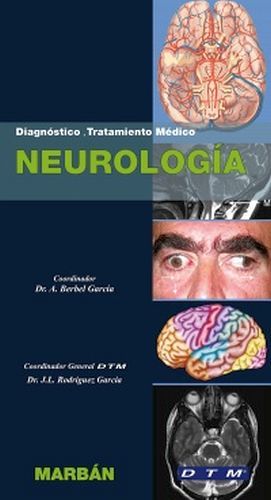 Diagnóstico y Tratamiento Médico
NEUROLOGÍA
Coordinador
Dr. A. Berbel García
Coordinador General DTM
Dr. J.L. Rodríguez García
MARBÁN
DTM